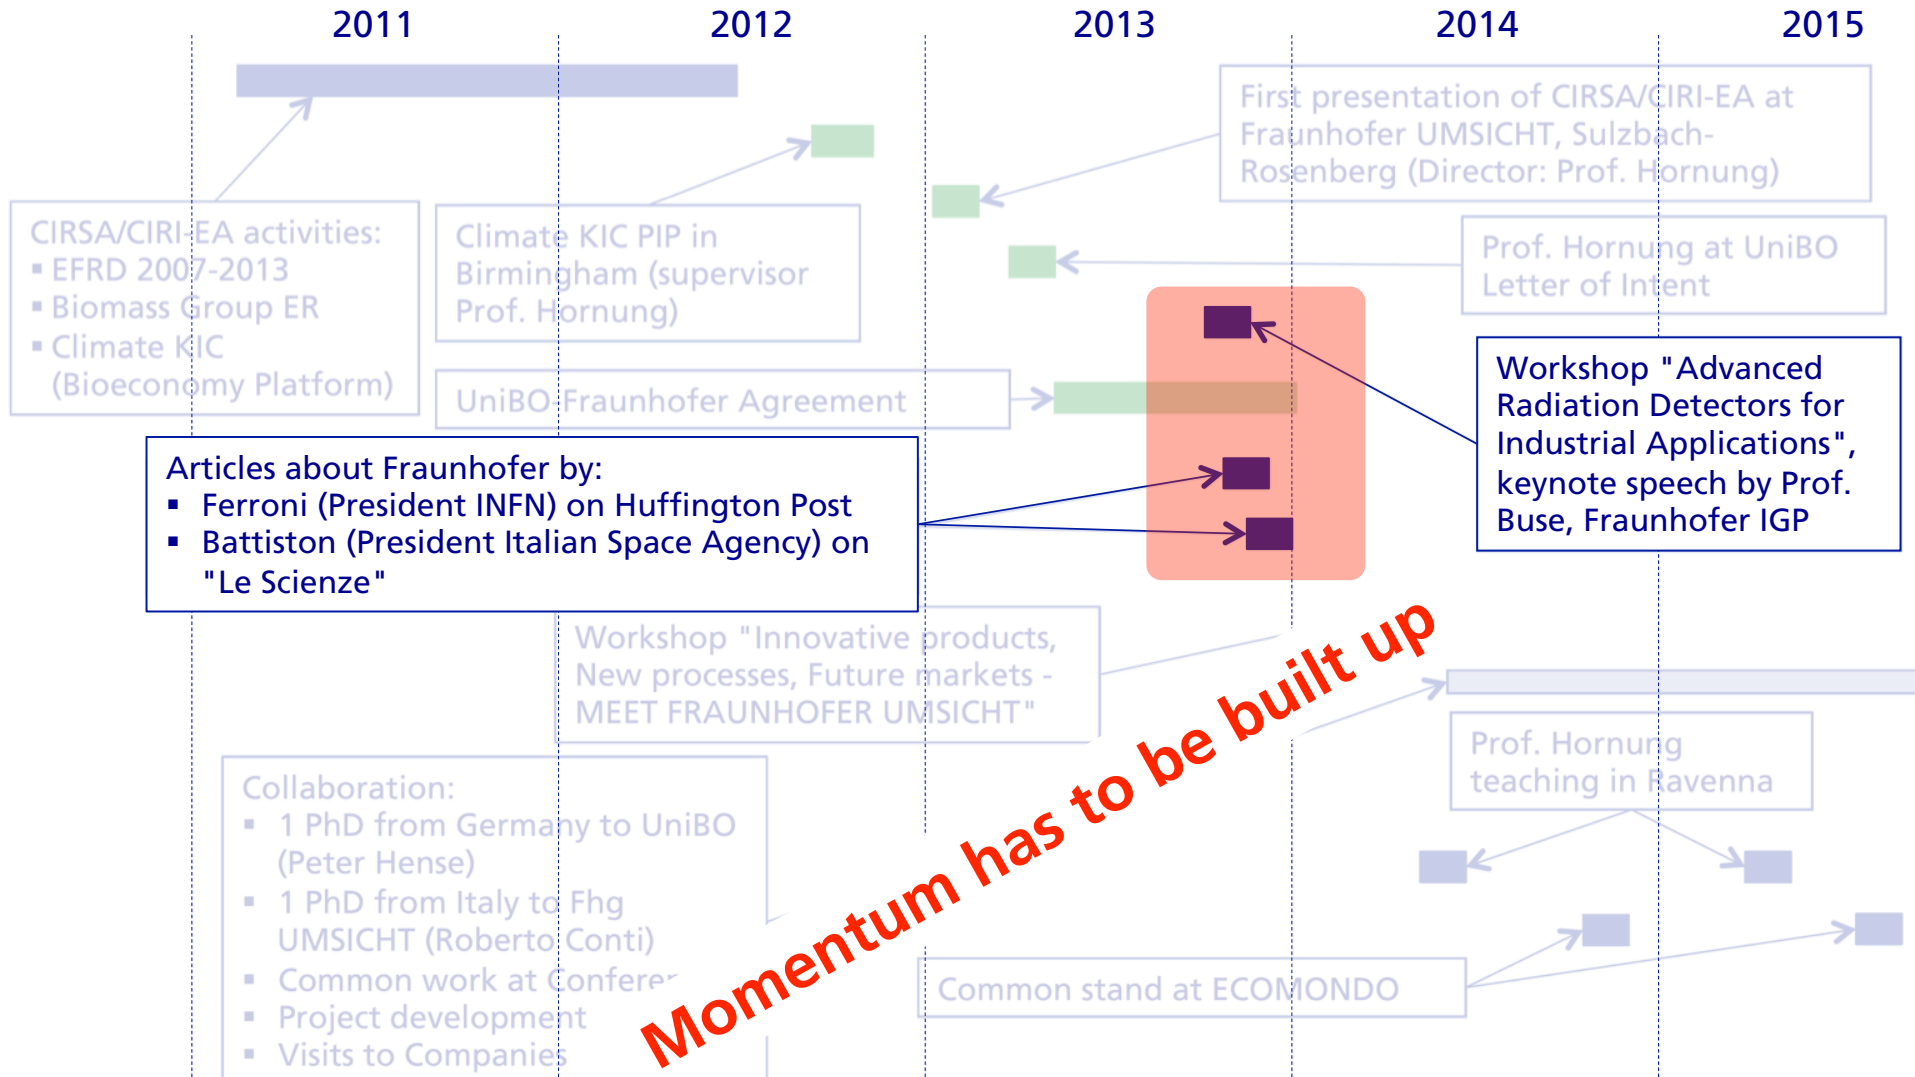 2011 2012 2013 2014 2015
First presentation of CIRSA/CIRI-EA at
Fraunhofer UMSICHT, Sulzbach-
Rosenberg (Director: Prof. Hornung)
CIRSA/CIRI-EA activities:
▪ EFRD 2007-2013
▪ Biomass Group ER
▪ Climate KIC
(Bioeconomy Platform)
Climate KIC PIP in
Birmingham (supervisor
Prof. Hornung)
Prof. Hornung at UniBO
Letter of Intent
UniBO-Fraunhofer Agreement
Workshop "Advanced
Radiation Detectors for
Industrial Applications",
keynote speech by Prof.
Buse, Fraunhofer IGP
Articles about Fraunhofer by:
▪ Ferroni (President INFN) on Huffington Post
▪ Battiston (President Italian Space Agency) on
"Le Scienze"
Workshop "Innovative products,
New processes, Future markets -
MEET FRAUNHOFER UMSICHT"
Momentum has to be built up
Prof. Hornung
teaching in Ravenna
Collaboration:
▪ 1 PhD from Germany to UniBO
(Peter Hense)
▪ 1 PhD from Italy to Fhg
UMSICHT (Roberto Conti)
▪ Common work at
▪ Project development
▪ Visits to Companies
Common stand at ECOMONDO